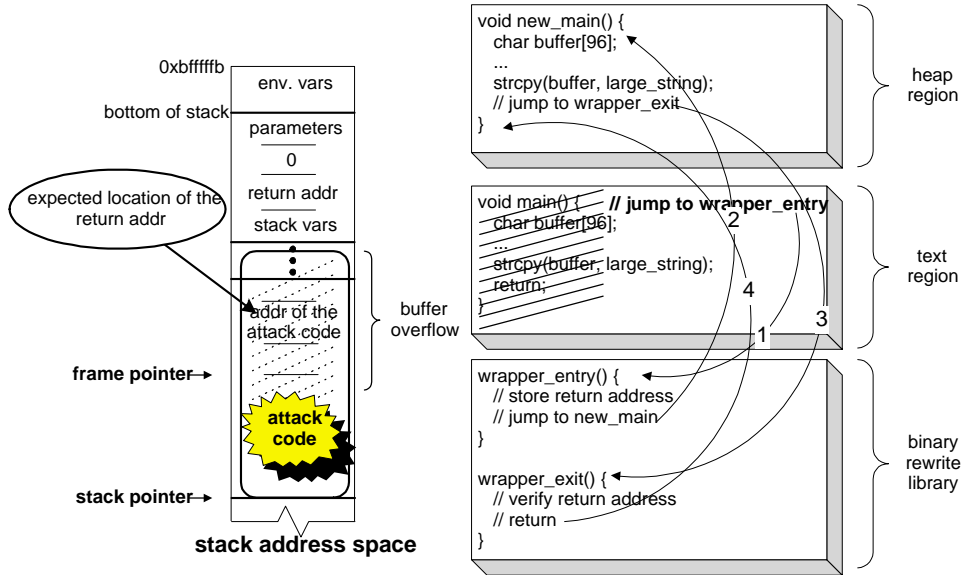 0xbfffffb
env. vars
bottom of stack
parameters
0
return addr
stack vars
expected location of the
return addr
addr of the
attack code
buffer
overflow
frame pointer
attack
code
stack pointer
stack address space
void new_main() {
char buffer[96];
...
strcpy(buffer, large_string);
// jump to wrapper_exit
}
heap
region
void main() { // jump to wrapper_entry
char buffer[96];
...
strcpy(buffer, large_string);
return;
}
text
region
2
4
1
3
wrapper_entry() {
// store return address
// jump to new_main
}
wrapper_exit() {
// verify return address
// return
}
binary
rewrite
library